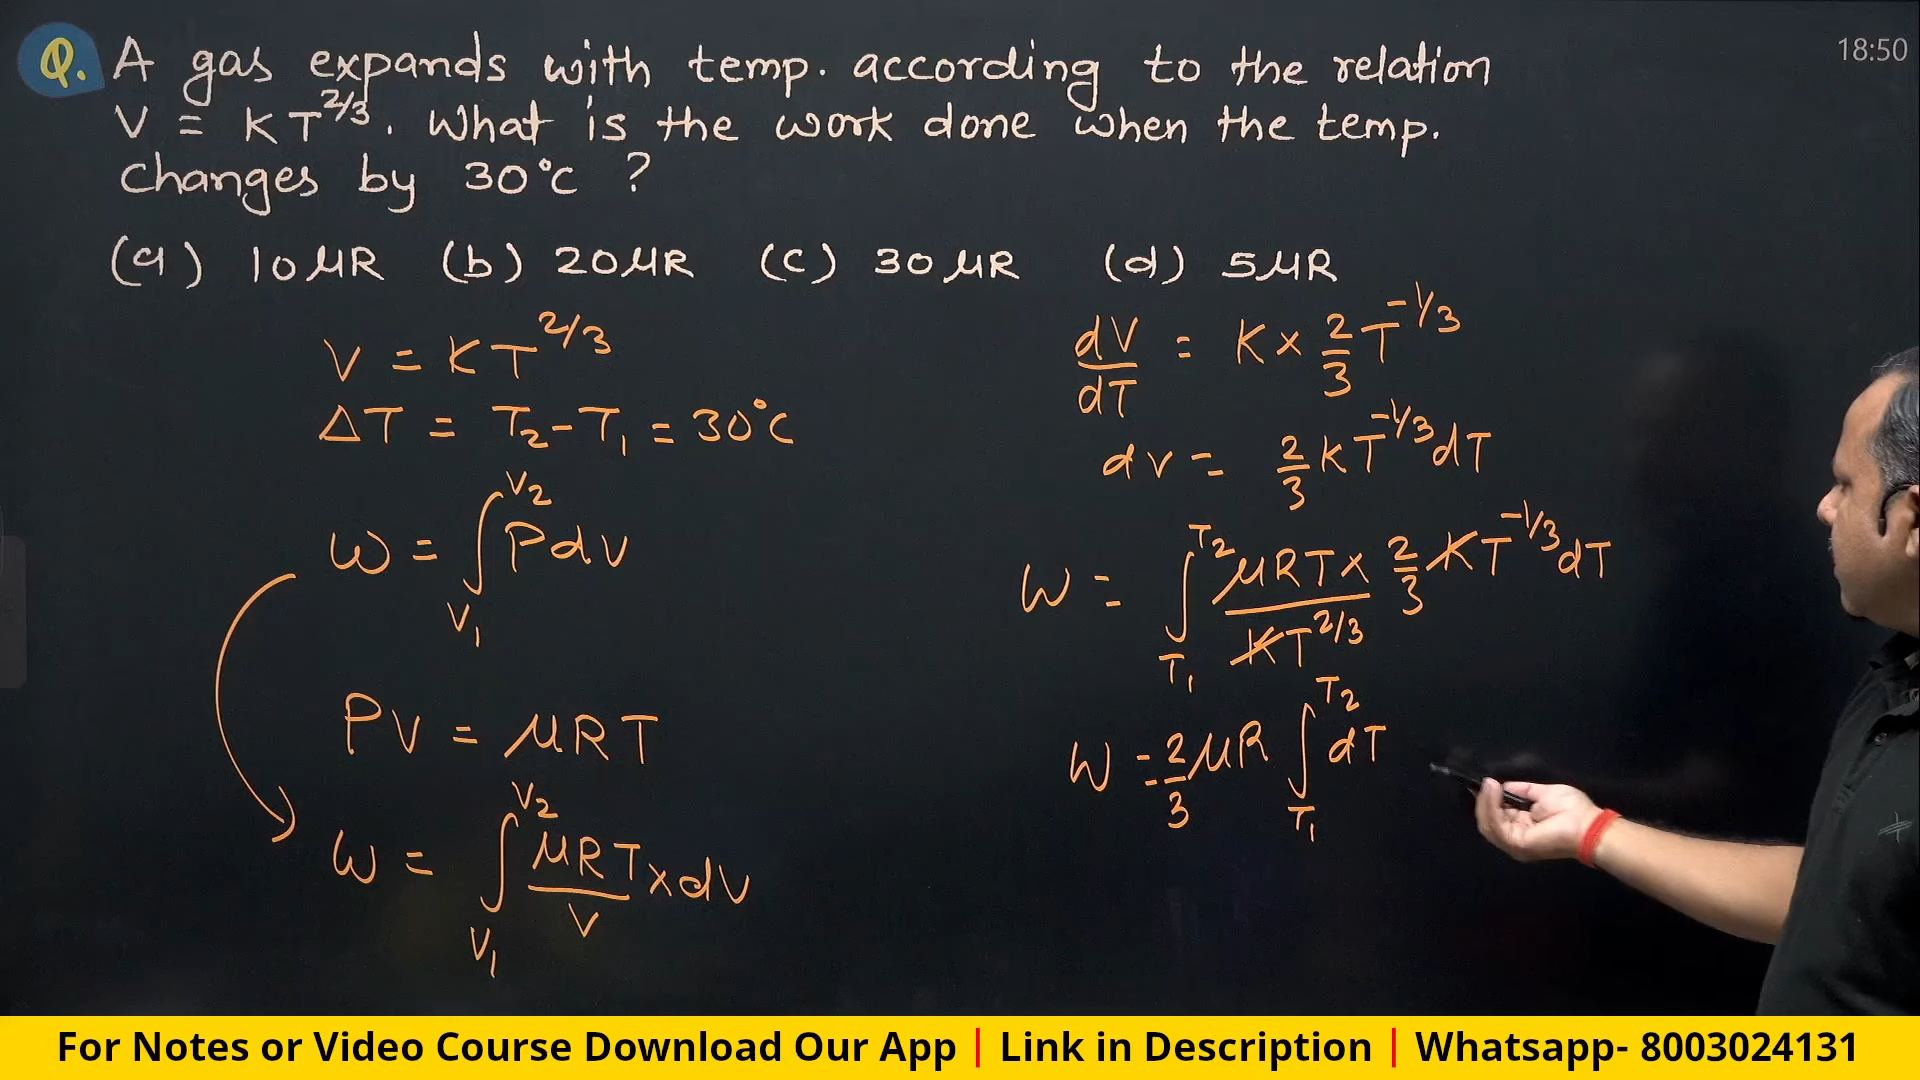 Q. A gas expands with temp. according to the relation
V = KT^2/3. What is the work done when the temp.
changes by 30°C ?
(a) 10μR (b) 20μR (c) 30μR (d) 5μR
V = KT^2/3
ΔT = T₂-T₁ = 30°C
W = ∫V₁^V₂ PdV
PV = μRT
W = ∫V₁^V₂ μRT/V × dV
dV/dT = K × 2/3 T^-1/3
dV = 2/3 KT^-1/3 dT
W = ∫T₁^T₂ μRT/KT^2/3 × 2/3 KT^-1/3 dT
W = 2/3 μR ∫T₁^T₂ dT
18:50
For Notes or Video Course Download Our App | Link in Description | Whatsapp- 8003024131